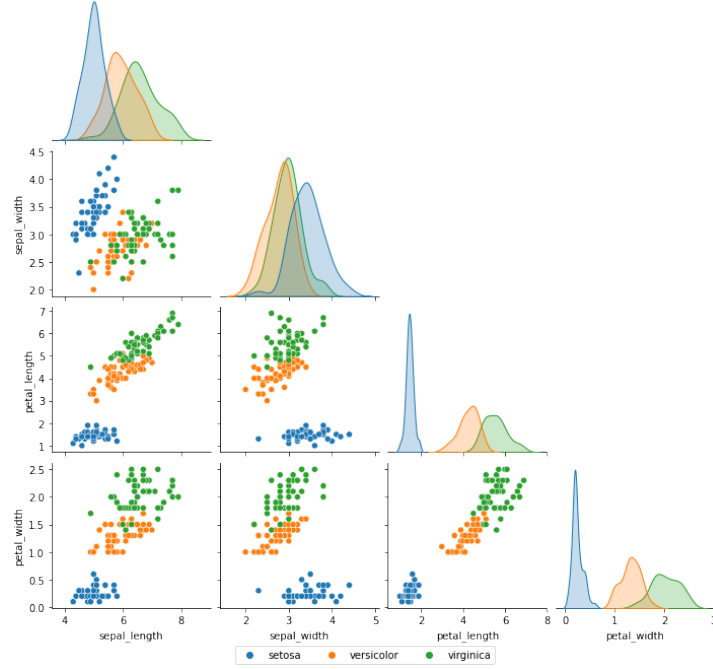 4.5
4.0
3.5
3.0
2.5
2.0
sepal_width
7
6
5
4
3
2
1
petal_length
2.5
2.0
1.5
1.0
0.5
0.0
petal_width
4 6 8
2 3 4 5
2 4 6 8
0 1 2 3
sepal_length sepal_width petal_length petal_width
setosa versicolor virginica